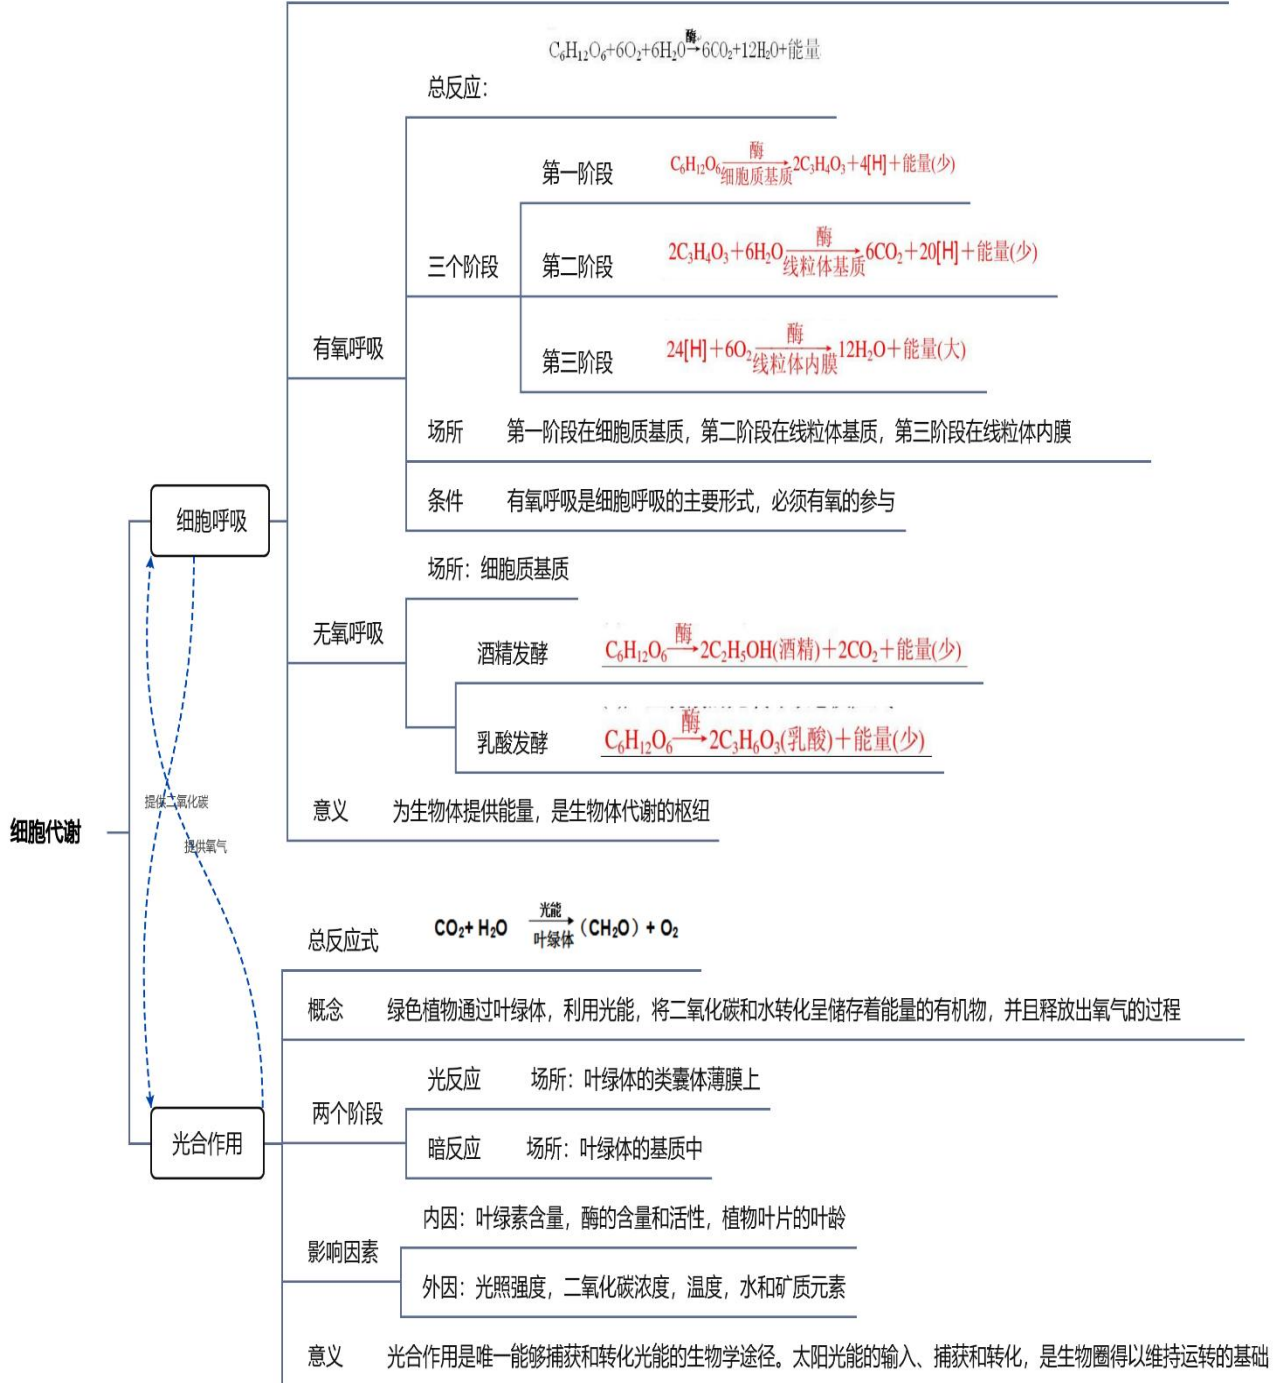 C₆H₁₂O₆+6O₂+6H₂O 酶→ 6CO₂+12H₂O+能量
总反应：
第一阶段 C₆H₁₂O₆ 酶→细胞质基质 2C₃H₄O₃+4[H]+能量(少)
三个阶段
第二阶段 2C₃H₄O₃+6H₂O 酶→线粒体基质 6CO₂+20[H]+能量(少)
第三阶段 24[H]+6O₂ 酶→线粒体内膜 12H₂O+能量(大)
有氧呼吸
场所 第一阶段在细胞质基质，第二阶段在线粒体基质，第三阶段在线粒体内膜
条件 有氧呼吸是细胞呼吸的主要形式，必须有氧的参与
细胞呼吸
场所：细胞质基质
无氧呼吸
酒精发酵 C₆H₁₂O₆ 酶→ 2C₂H₅OH(酒精)+2CO₂+能量(少)
乳酸发酵 C₆H₁₂O₆ 酶→ 2C₃H₆O₃(乳酸)+能量(少)
意义 为生物体提供能量，是生物体代谢的枢纽
提供二氧化碳
提供氧气
细胞代谢
总反应式 CO₂+ H₂O 光能→叶绿体 （CH₂O）+ O₂
概念 绿色植物通过叶绿体，利用光能，将二氧化碳和水转化呈储存着能量的有机物，并且释放出氧气的过程
两个阶段
光反应 场所：叶绿体的类囊体薄膜上
暗反应 场所：叶绿体的基质中
光合作用
影响因素
内因：叶绿素含量，酶的含量和活性，植物叶片的叶龄
外因：光照强度，二氧化碳浓度，温度，水和矿质元素
意义 光合作用是唯一能够捕获和转化光能的生物学途径。太阳光能的输入、捕获和转化，是生物圈得以维持运转的基础